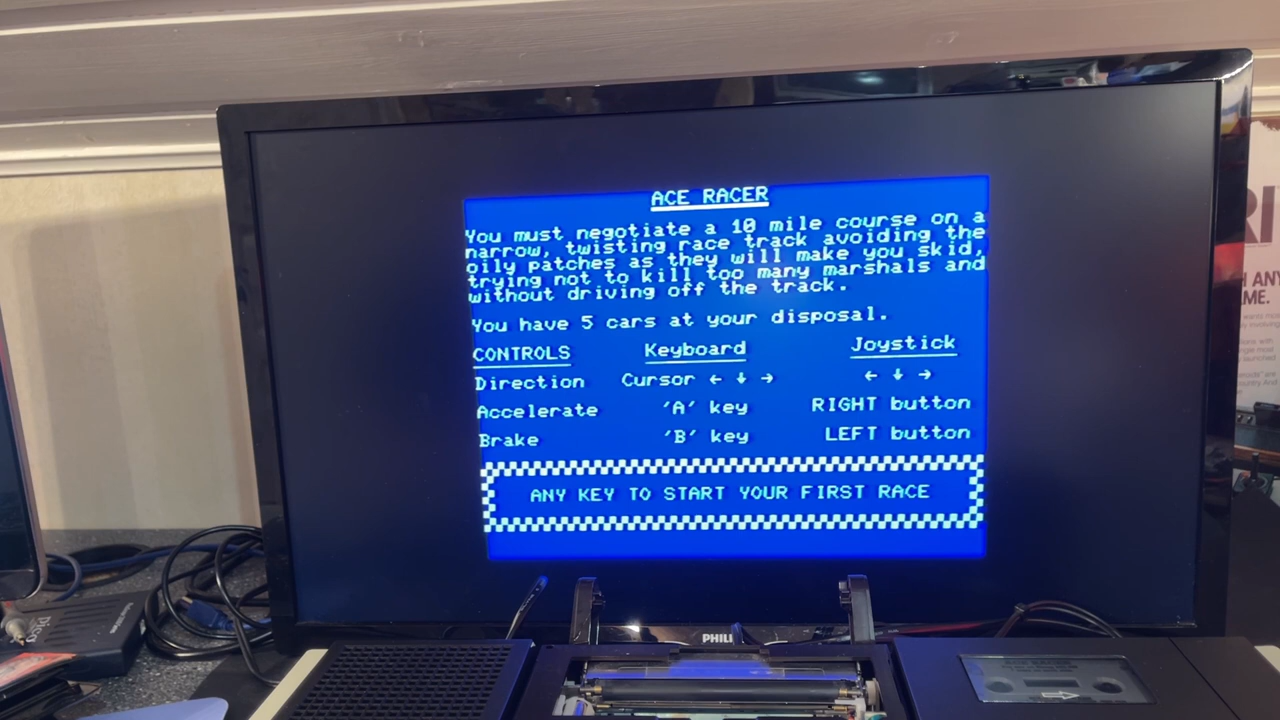 ACE RACER
You must negotiate a 10 mile course on a
narrow, twisting race track avoiding the
oily patches as they will make you skid,
trying not to kill too many marshals and
without driving off the track.
You have 5 cars at your disposal.
CONTROLS Keyboard Joystick
Direction Cursor ← ↓ → ← ↓ →
Accelerate 'A' key RIGHT button
Brake 'B' key LEFT button
ANY KEY TO START YOUR FIRST RACE
PHILI